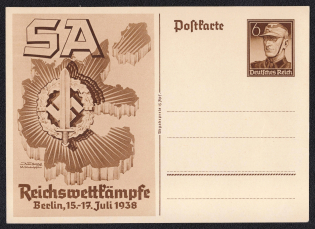 SA
Reichswettkämpfe
Berlin, 15.-17. Juli 1938
Postkarte
6
Deutsches Reich